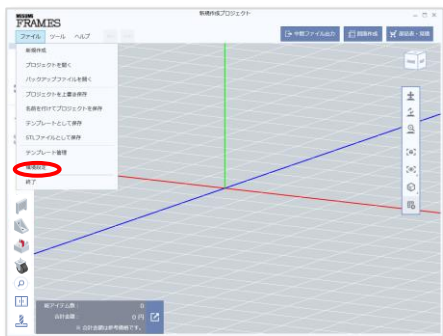 MISUMI
FRAMES
新規作成プロジェクト
ファイル ツール ヘルプ
中間ファイル出力 図面作成 部品表・見積
新規作成
プロジェクトを開く
バックアップファイルを開く
プロジェクトを上書保存
名前を付けてプロジェクトを保存
テンプレートとして保存
STLファイルとして保存
テンプレート管理
環境設定
終了
総アイテム数: 0
合計金額: 0 円
※ 合計金額は参考価格です。